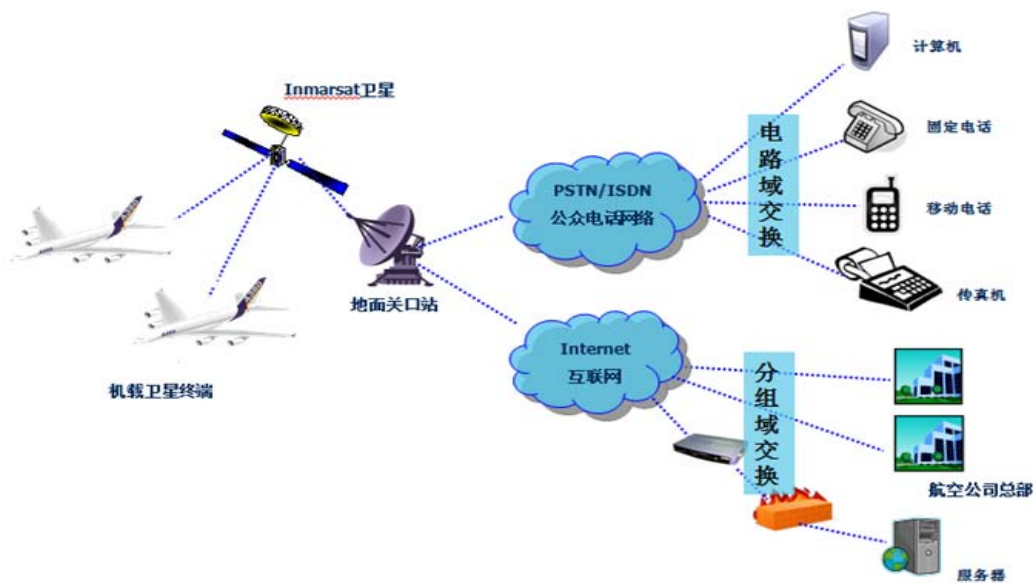 Inmarsat卫星
计算机
固定电话
移动电话
传真机
PSTN/ISDN
公众电话网络
电路域交换
地面关口站
机载卫星终端
Internet
互联网
分组域交换
航空公司总部
服务器